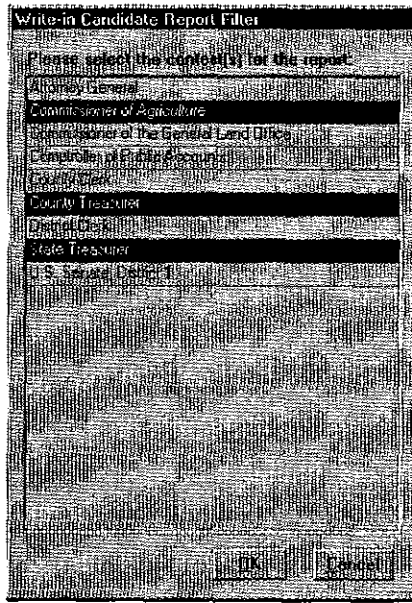 Write-in Candidate Report Filter
Please select the contest(s) for the report:
Attorney General
Commissioner of Agriculture
Commissioner of the General Land Office
Comptroller of Public Accounts
County Clerk
County Treasurer
District Clerk
State Treasurer
U.S. Senate, District 1
OK Cancel